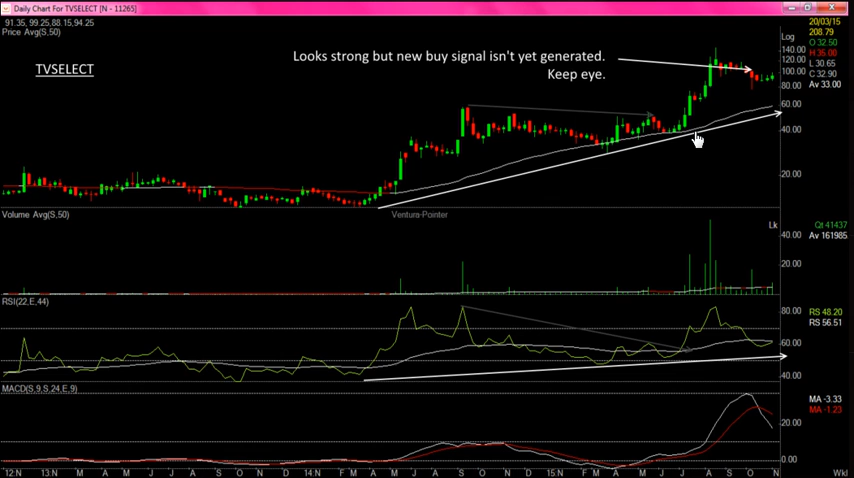 Daily Chart For TVSELECT [N - 11265]
91.35, 99.25,88.15,94.25
Price Avg(S,50)
TVSELECT
Looks strong but new buy signal isn't yet generated.
Keep eye.
Log
140.00
120.00
100.00
80.00
60.00
40.00
20.00
20/03/15
208.79
O 32.50
H 35.00
L 30.65
C 32.90
Av 33.00
Volume Avg(S,50)
Ventura-Pointer
Lk
40.00
20.00
Qt 41437
Av 161985
RSI(22,E,44)
80.00
60.00
40.00
RS 48.20
RS 56.51
MACD(S,9,S,24,E,9)
20.00
0.00
MA -3.33
MA -1.23
12:N 13:N M M J J A S O N D 14:N F M A M J J A S O N D 15:N F M A M J J A S O N
Wkl